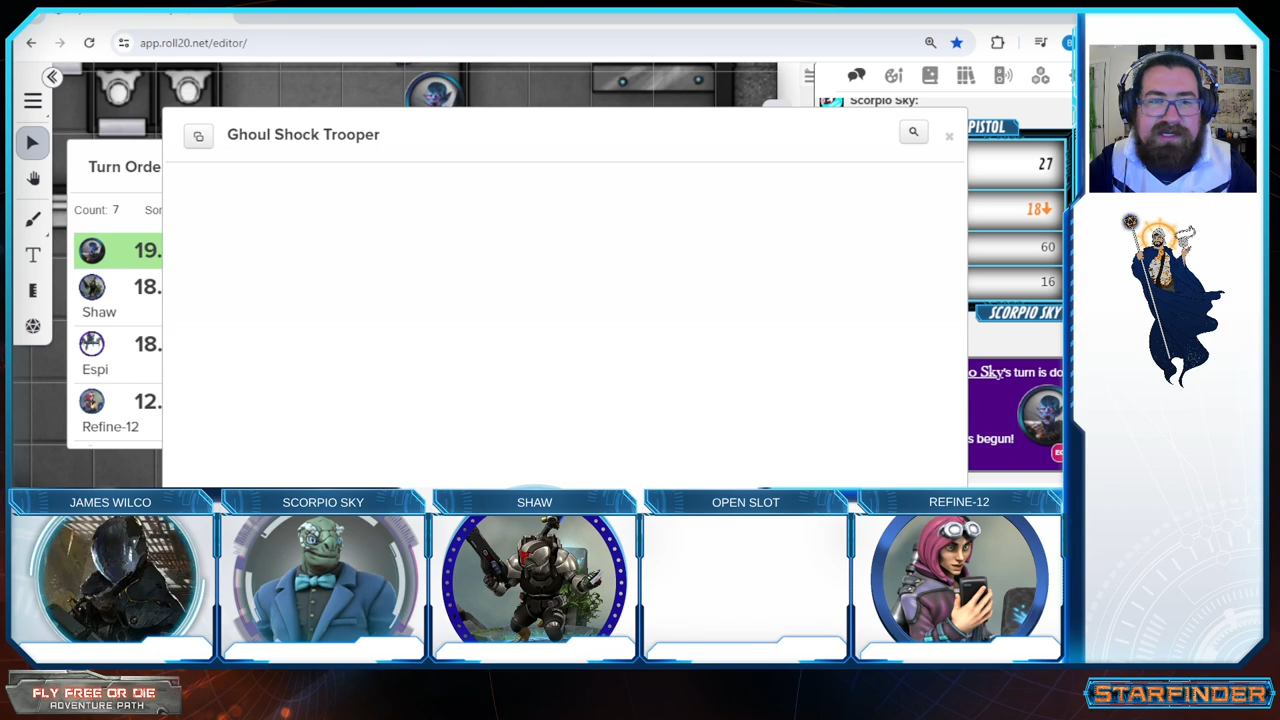 app.roll20.net/editor/
Scorpio Sky:
Ghoul Shock Trooper
PISTOL
Turn Orde
27
Count: 7 Sor
18
19.
60
18.
16
Shaw
SCORPIO SKY
18.
Espi
o Sky's turn is do
12.
Refine-12
s begun!
JAMES WILCO
SCORPIO SKY
SHAW
OPEN SLOT
REFINE-12
FLY FREE OR DIE
ADVENTURE PATH
STARFINDER